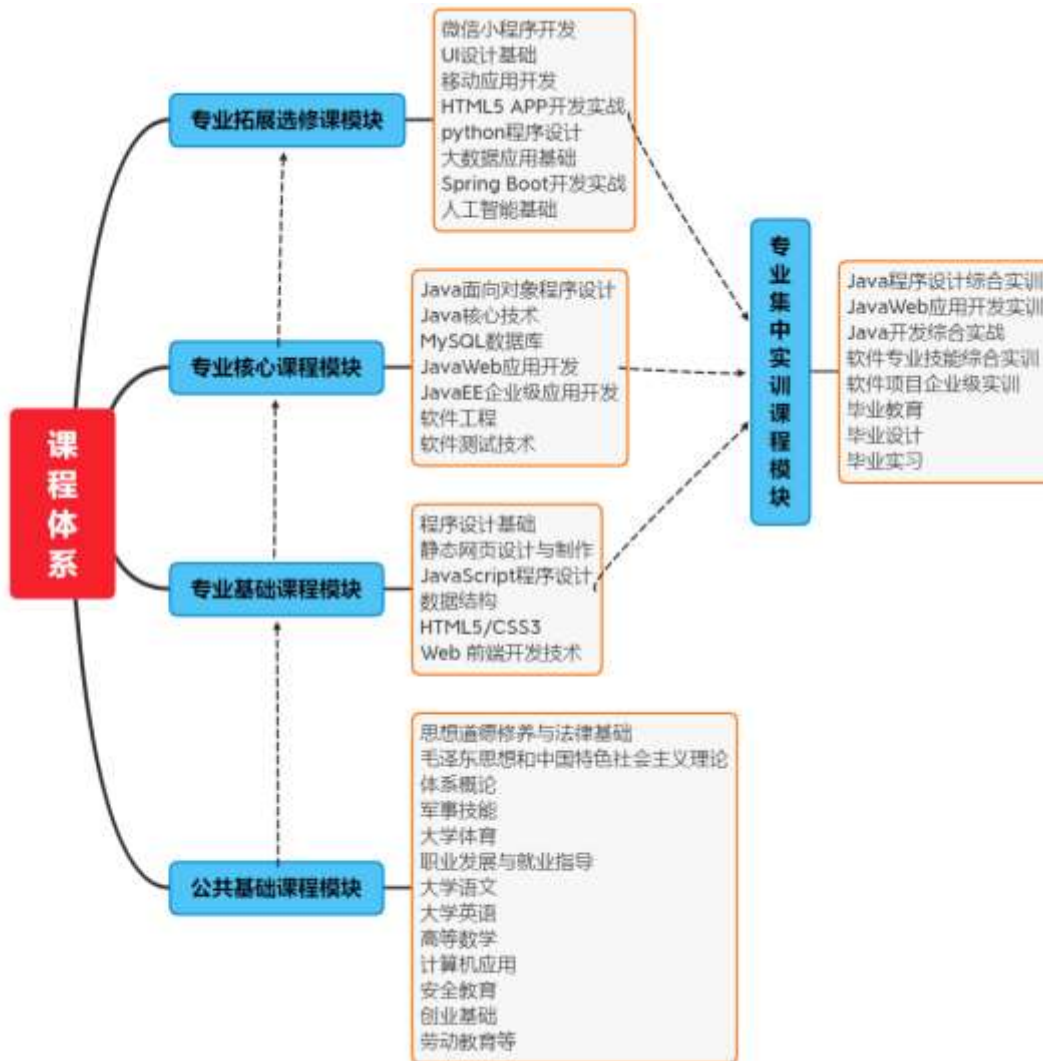 课程体系
专业拓展选修课模块
微信小程序开发
UI设计基础
移动应用开发
HTML5 APP开发实战
python程序设计
大数据应用基础
Spring Boot开发实战
人工智能基础
专业核心课程模块
Java面向对象程序设计
Java核心技术
MySQL数据库
JavaWeb应用开发
JavaEE企业级应用开发
软件工程
软件测试技术
专业基础课程模块
程序设计基础
静态网页设计与制作
JavaScript程序设计
数据结构
HTML5/CSS3
Web 前端开发技术
公共基础课程模块
思想道德修养与法律基础
毛泽东思想和中国特色社会主义理论
体系概论
军事技能
大学体育
职业发展与就业指导
大学语文
大学英语
高等数学
计算机应用
安全教育
创业基础
劳动教育等
专业集中实训课程模块
Java程序设计综合实训
JavaWeb应用开发实训
Java开发综合实战
软件专业技能综合实训
软件项目企业级实训
毕业教育
毕业设计
毕业实习